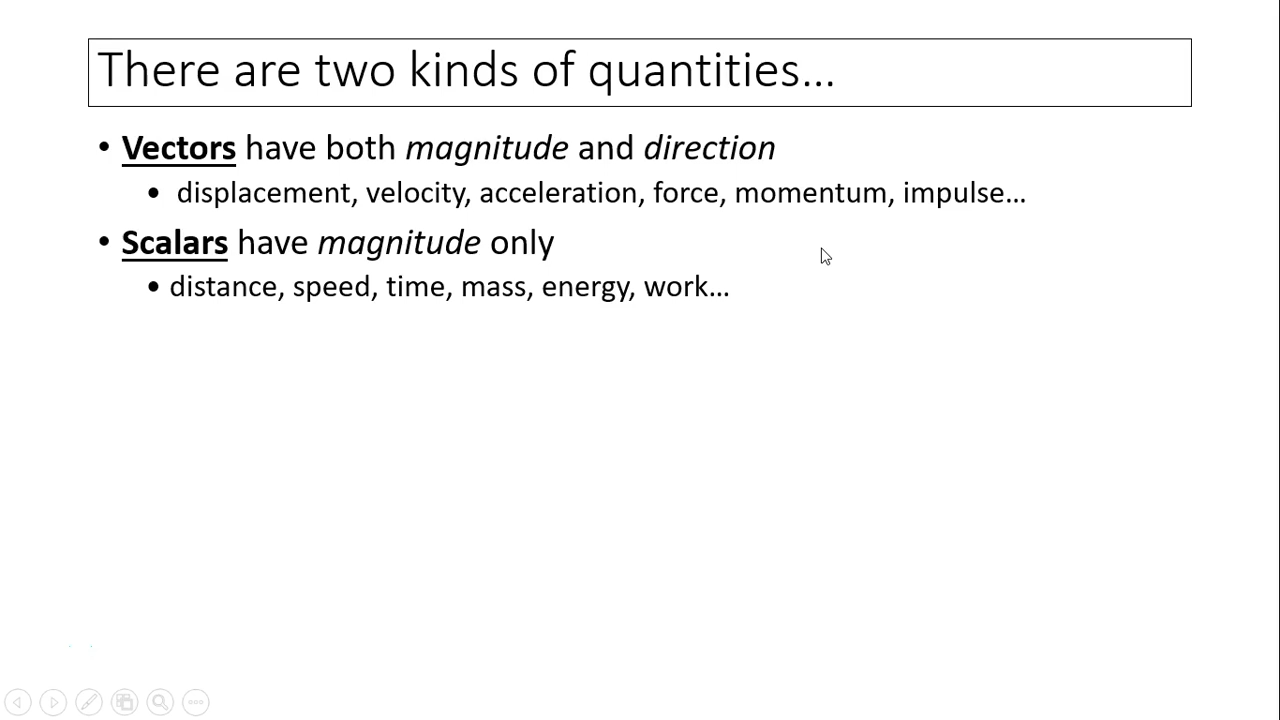 There are two kinds of quantities...
• Vectors have both magnitude and direction
• displacement, velocity, acceleration, force, momentum, impulse...
• Scalars have magnitude only
• distance, speed, time, mass, energy, work...